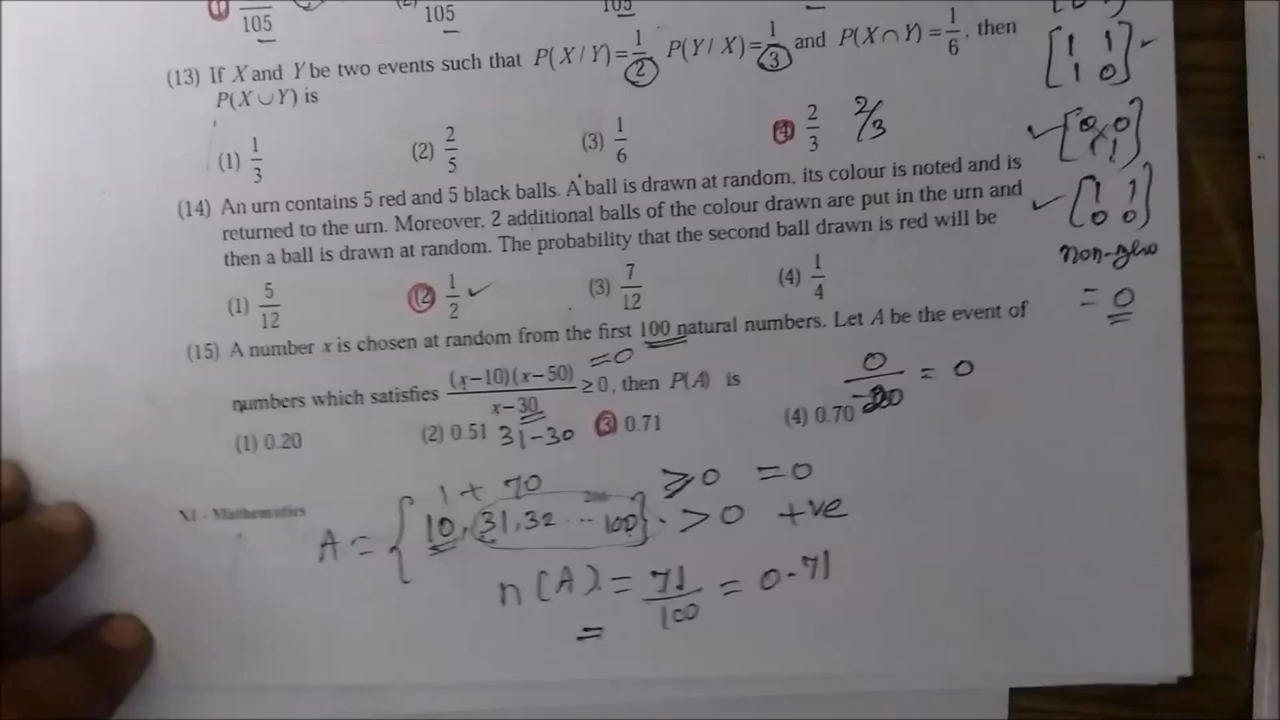 (1) 105 (2) 105 105
(13) If X and Y be two events such that P(X / Y) = 1/2, P(Y / X) = 1/3 and P(X ∩ Y) = 1/6, then
P(X ∪ Y) is
(1) 1/3 (2) 2/5 (3) 1/6 (4) 2/3 2/3
(14) An urn contains 5 red and 5 black balls. A ball is drawn at random, its colour is noted and is
returned to the urn. Moreover, 2 additional balls of the colour drawn are put in the urn and
then a ball is drawn at random. The probability that the second ball drawn is red will be
(1) 5/12 (2) 1/2 ✓ (3) 7/12 (4) 1/4
(15) A number x is chosen at random from the first 100 natural numbers. Let A be the event of
numbers which satisfies (x−10)(x−50)/x−30 ≥ 0, then P(A) is
=0
(1) 0.20 (2) 0.51 (3) 0.71 (4) 0.70
31-30
0/-20 = 0
[1 1
1 0] ✓
✓ [0 0
1 1]
✓ [1 1
0 0]
non-zero
= 0
XI - Mathematics
1 + 70 ≥0 =0
A = {10, 31, 32 ... 100}. >0 +ve
n(A) = 71/100 = 0.71
=